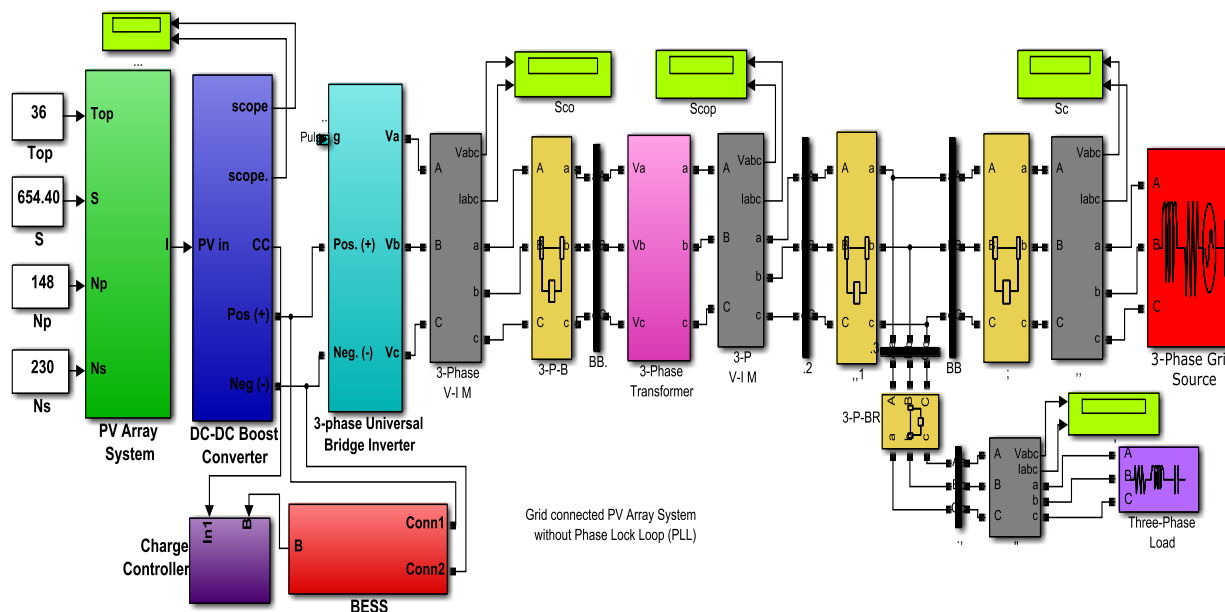 ...
36
Top
654.40
S
148
Np
230
Ns
Top
S
Np
Ns
I
PV Array
System
scope
scope.
CC
PV in
Pos (+)
Neg (-)
DC-DC Boost
Converter
g
Pos. (+)
Neg. (-)
Va
Vb
Vc
3-phase Universal
Bridge Inverter
Sco
A
B
C
Vabc
Iabc
a
b
c
3-Phase
V-I M
A
B
C
a
b
c
3-P-B
BB.
Va
Vb
Vc
a
b
c
3-Phase
Transformer
Scop
A
B
C
Vabc
Iabc
a
b
c
3-P
V-I M
.2
A
B
C
a
b
c
,,1
BB
A
B
C
a
b
c
;
Sc
A
B
C
Vabc
Iabc
a
b
c
,,
A
B
C
3-Phase Gri
Source
.3
3-P-BR
A
B
C
a
b
c
.,
A
B
C
Vabc
Iabc
a
b
c
"
'
A
B
C
Three-Phase
Load
In1
B
Charge
Controller
B
Conn1
Conn2
BESS
Grid connected PV Array System
without Phase Lock Loop (PLL)